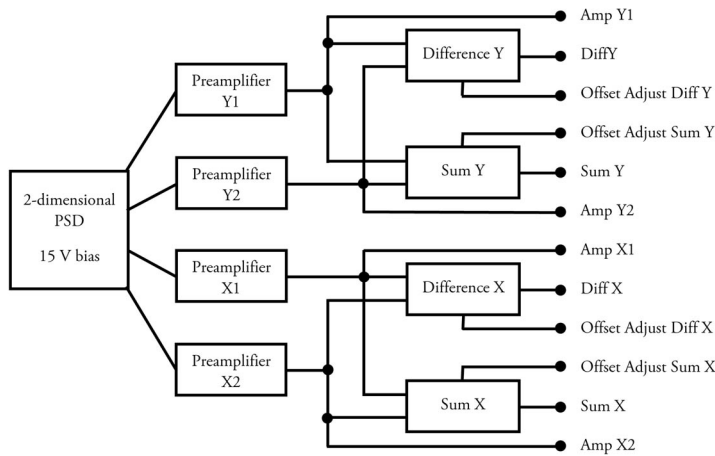 Amp Y1
Difference Y
DiffY
Preamplifier
Y1
Offset Adjust Diff Y
Offset Adjust Sum Y
Preamplifier
Y2
Sum Y
Sum Y
2-dimensional
PSD
15 V bias
Amp Y2
Amp X1
Preamplifier
X1
Difference X
Diff X
Offset Adjust Diff X
Preamplifier
X2
Offset Adjust Sum X
Sum X
Sum X
Amp X2